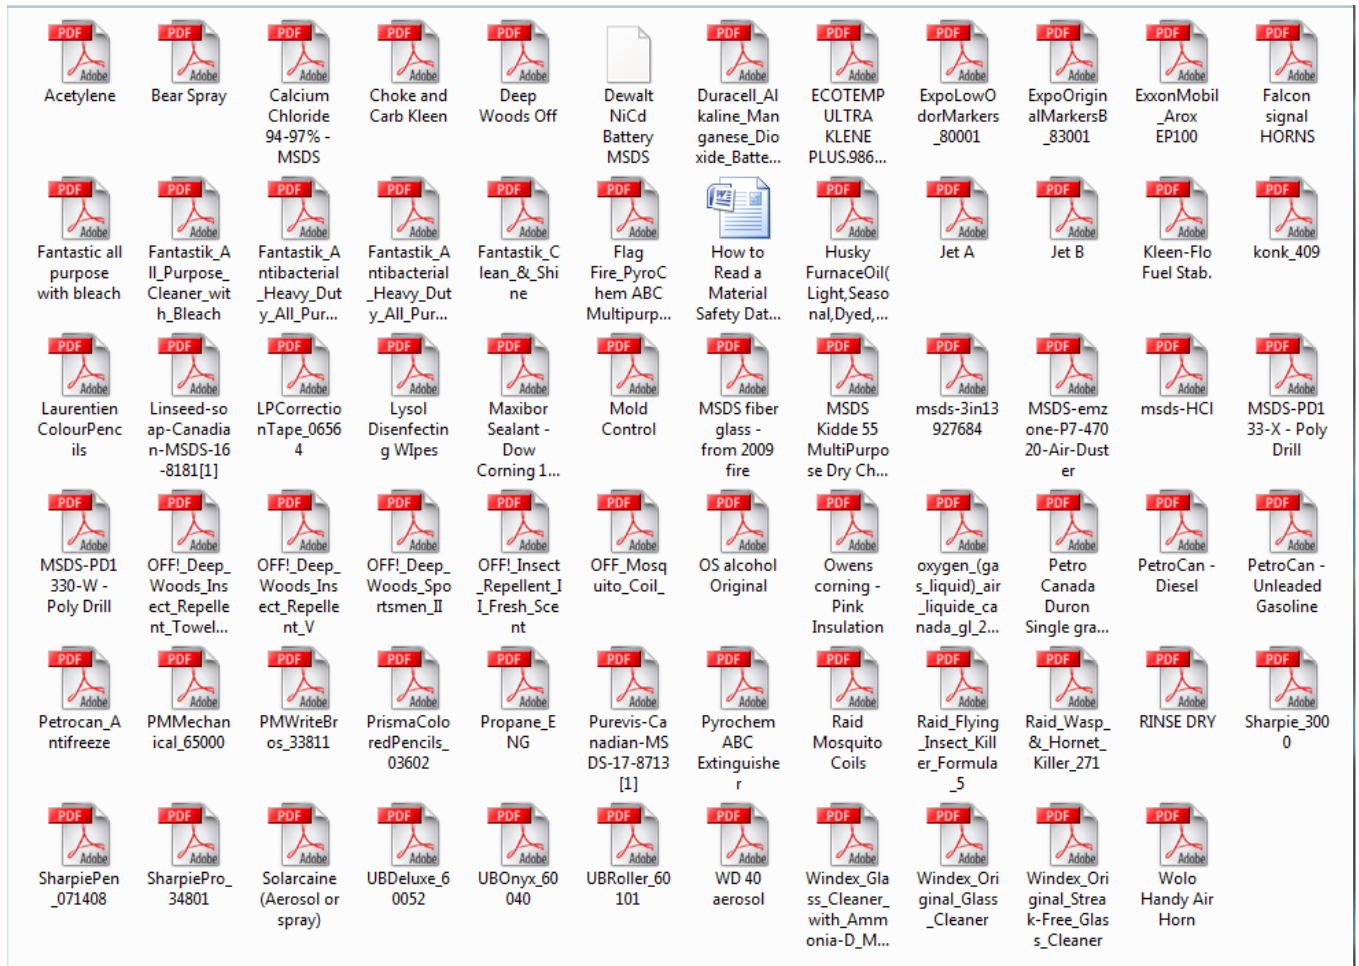 Acetylene
Bear Spray
Calcium
Chloride
94-97% -
MSDS
Choke and
Carb Kleen
Deep
Woods Off
Dewalt
NiCd
Battery
MSDS
Duracell_Al
kaline_Man
ganese_Dio
xide_Batte...
ECOTEMP
ULTRA
KLENE
PLUS.986...
ExpoLowO
dorMarkers
_80001
ExpoOrigin
alMarkersB
_83001
ExxonMobil
_Arox
EP100
Falcon
signal
HORNS
Fantastic all
purpose
with bleach
Fantastik_A
ll_Purpose_
Cleaner_wit
h_Bleach
Fantastik_A
ntibacterial
_Heavy_Dut
y_All_Pur...
Fantastik_A
ntibacterial
_Heavy_Dut
y_All_Pur...
Fantastik_C
lean_&_Shi
ne
Flag
Fire_PyroC
hem ABC
Multipurp...
How to
Read a
Material
Safety Dat...
Husky
FurnaceOil(
Light,Seaso
nal,Dyed,...
Jet A
Jet B
Kleen-Flo
Fuel Stab.
konk_409
Laurentien
ColourPenc
ils
Linseed-so
ap-Canadia
n-MSDS-16
-8181[1]
LPCorrectio
nTape_0656
4
Lysol
Disenfectin
g WIpes
Maxibor
Sealant -
Dow
Corning 1...
Mold
Control
MSDS fiber
glass -
from 2009
fire
MSDS
Kidde 55
MultiPurpo
se Dry Ch...
msds-3in13
927684
MSDS-emz
one-P7-470
20-Air-Dust
er
msds-HCl
MSDS-PD1
33-X - Poly
Drill
MSDS-PD1
330-W -
Poly Drill
OFF!_Deep_
Woods_Ins
ect_Repelle
nt_Towel...
OFF!_Deep_
Woods_Ins
ect_Repelle
nt_V
OFF!_Deep_
Woods_Spo
rtsmen_II
OFF!_Insect
_Repellent_I
I_Fresh_Sce
nt
OFF_Mosq
uito_Coil_
OS alcohol
Original
Owens
corning -
Pink
Insulation
oxygen_(ga
s_liquid)_air
_liquide_ca
nada_gl_2...
Petro
Canada
Duron
Single gra...
PetroCan -
Diesel
PetroCan -
Unleaded
Gasoline
Petrocan_A
ntifreeze
PMMechan
ical_65000
PMWriteBr
os_33811
PrismaColo
redPencils_
03602
Propane_E
NG
Purevis-Ca
nadian-MS
DS-17-8713
[1]
Pyrochem
ABC
Extinguishe
r
Raid
Mosquito
Coils
Raid_Flying
_Insect_Kill
er_Formula
_5
Raid_Wasp_
&_Hornet_
Killer_271
RINSE DRY
Sharpie_300
0
SharpiePen
_071408
SharpiePro_
34801
Solarcaine
(Aerosol or
spray)
UBDeluxe_6
0052
UBOnyx_60
040
UBRoller_60
101
WD 40
aerosol
Windex_Gla
ss_Cleaner_
with_Amm
onia-D_M...
Windex_Ori
ginal_Glass
_Cleaner
Windex_Ori
ginal_Strea
k-Free_Glas
s_Cleaner
Wolo
Handy Air
Horn